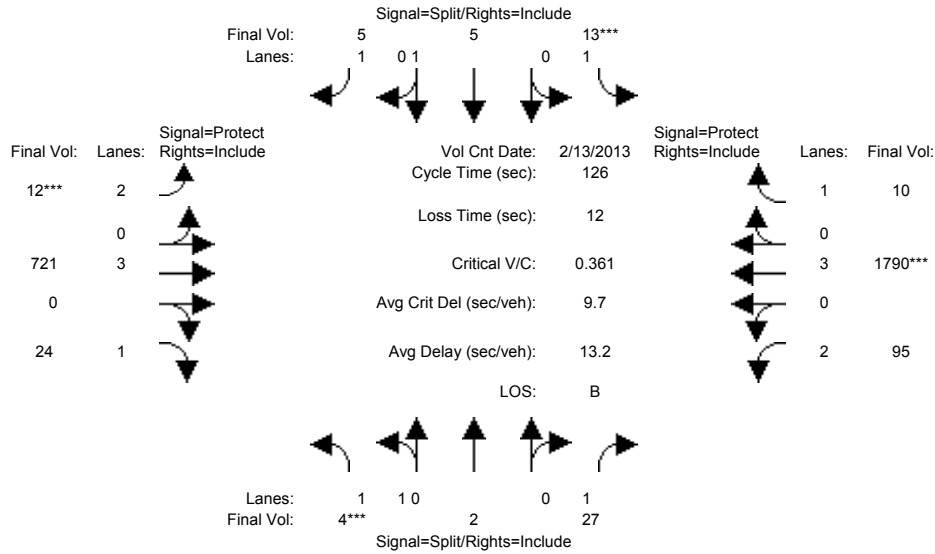 Signal=Split/Rights=Include
Final Vol: 5 5 13***
Lanes: 1 0 1 0 1
Signal=Protect Signal=Protect
Final Vol: Lanes: Rights=Include Vol Cnt Date: 2/13/2013 Rights=Include Lanes: Final Vol:
Cycle Time (sec): 126
12*** 2 1 10
Loss Time (sec): 12
0 0
721 3 Critical V/C: 0.361 3 1790***
0 Avg Crit Del (sec/veh): 9.7 0
24 1 Avg Delay (sec/veh): 13.2 2 95
LOS: B
Lanes: 1 1 0 0 1
Final Vol: 4*** 2 27
Signal=Split/Rights=Include